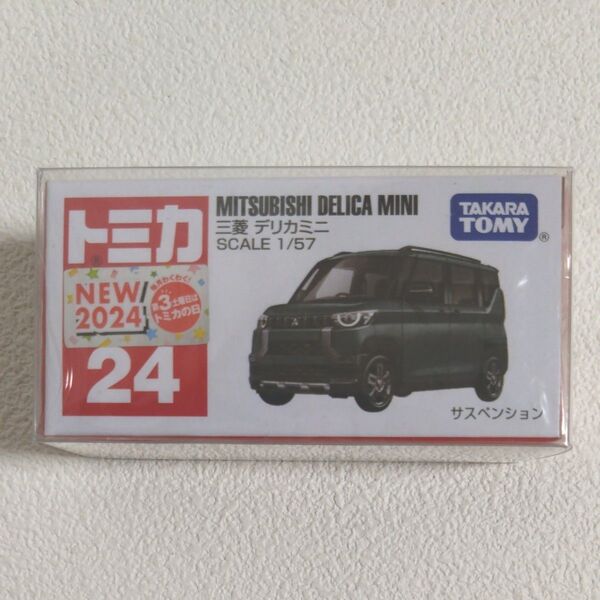 トミカ
®
NEW
2024
毎月わくわく!
第3土曜日は
トミカの日
24
MITSUBISHI DELICA MINI
三菱 デリカミニ
SCALE 1/57
TAKARA
TOMY
®
サスペンション